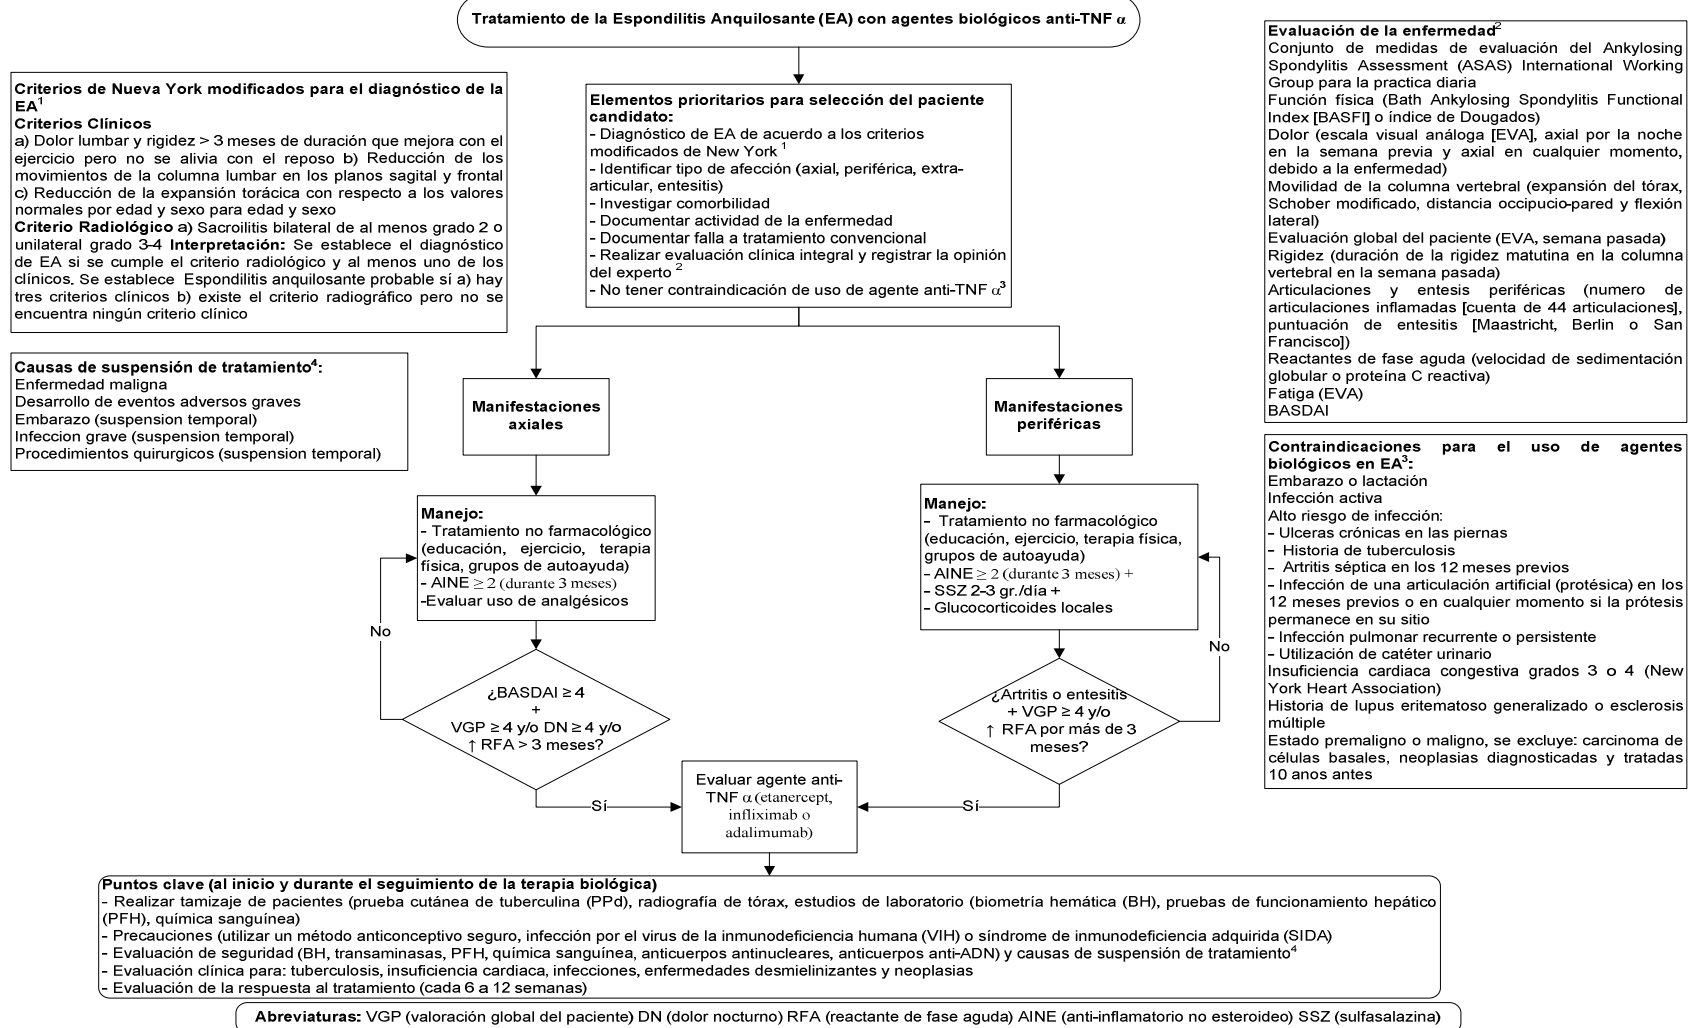 Tratamiento de la Espondilitis Anquilosante (EA) con agentes biológicos anti-TNF α
Criterios de Nueva York modificados para el diagnóstico de la
EA1
Criterios Clínicos
a) Dolor lumbar y rigidez > 3 meses de duración que mejora con el
ejercicio pero no se alivia con el reposo b) Reducción de los
movimientos de la columna lumbar en los planos sagital y frontal
c) Reducción de la expansión torácica con respecto a los valores
normales por edad y sexo para edad y sexo
Criterio Radiológico a) Sacroilitis bilateral de al menos grado 2 o
unilateral grado 3-4 Interpretación: Se establece el diagnóstico
de EA si se cumple el criterio radiológico y al menos uno de los
clínicos. Se establece Espondilitis anquilosante probable sí a) hay
tres criterios clínicos b) existe el criterio radiográfico pero no se
encuentra ningún criterio clínico
Causas de suspensión de tratamiento4:
Enfermedad maligna
Desarrollo de eventos adversos graves
Embarazo (suspension temporal)
Infeccion grave (suspension temporal)
Procedimientos quirurgicos (suspension temporal)
Elementos prioritarios para selección del paciente
candidato:
- Diagnóstico de EA de acuerdo a los criterios
modificados de New York 1
- Identificar tipo de afección (axial, periférica, extra-
articular, entesitis)
- Investigar comorbilidad
- Documentar actividad de la enfermedad
- Documentar falla a tratamiento convencional
- Realizar evaluación clínica integral y registrar la opinión
del experto 2
- No tener contraindicación de uso de agente anti-TNF α3
Evaluación de la enfermedad2
Conjunto de medidas de evaluación del Ankylosing
Spondylitis Assessment (ASAS) International Working
Group para la practica diaria
Función física (Bath Ankylosing Spondylitis Functional
Index [BASFI] o índice de Dougados)
Dolor (escala visual análoga [EVA], axial por la noche
en la semana previa y axial en cualquier momento,
debido a la enfermedad)
Movilidad de la columna vertebral (expansión del tórax,
Schober modificado, distancia occipucio-pared y flexión
lateral)
Evaluación global del paciente (EVA, semana pasada)
Rigidez (duración de la rigidez matutina en la columna
vertebral en la semana pasada)
Articulaciones y entesis periféricas (numero de
articulaciones inflamadas [cuenta de 44 articulaciones],
puntuación de entesitis [Maastricht, Berlin o San
Francisco])
Reactantes de fase aguda (velocidad de sedimentación
globular o proteína C reactiva)
Fatiga (EVA)
BASDAI
Contraindicaciones para el uso de agentes
biológicos en EA3:
Embarazo o lactación
Infección activa
Alto riesgo de infección:
- Ulceras crónicas en las piernas
- Historia de tuberculosis
- Artritis séptica en los 12 meses previos
- Infección de una articulación artificial (protésica) en los
12 meses previos o en cualquier momento si la prótesis
permanece en su sitio
- Infección pulmonar recurrente o persistente
- Utilización de catéter urinario
Insuficiencia cardiaca congestiva grados 3 o 4 (New
York Heart Association)
Historia de lupus eritematoso generalizado o esclerosis
múltiple
Estado premaligno o maligno, se excluye: carcinoma de
células basales, neoplasias diagnosticadas y tratadas
10 anos antes
Manifestaciones
axiales
Manifestaciones
periféricas
Manejo:
- Tratamiento no farmacológico
(educación, ejercicio, terapia
física, grupos de autoayuda)
- AINE ≥ 2 (durante 3 meses)
-Evaluar uso de analgésicos
Manejo:
- Tratamiento no farmacológico
(educación, ejercicio, terapia física,
grupos de autoayuda)
- AINE ≥ 2 (durante 3 meses) +
- SSZ 2-3 gr./día +
- Glucocorticoides locales
No
No
¿BASDAI ≥ 4
+
VGP ≥ 4 y/o DN ≥ 4 y/o
↑ RFA > 3 meses?
¿Artritis o entesitis
+ VGP ≥ 4 y/o
↑ RFA por más de 3
meses?
Sí
Sí
Evaluar agente anti-
TNF α (etanercept,
infliximab o
adalimumab)
Puntos clave (al inicio y durante el seguimiento de la terapia biológica)
- Realizar tamizaje de pacientes (prueba cutánea de tuberculina (PPd), radiografía de tórax, estudios de laboratorio (biometría hemática (BH), pruebas de funcionamiento hepático
(PFH), química sanguínea)
- Precauciones (utilizar un método anticonceptivo seguro, infección por el virus de la inmunodeficiencia humana (VIH) o síndrome de inmunodeficiencia adquirida (SIDA)
- Evaluación de seguridad (BH, transaminasas, PFH, química sanguínea, anticuerpos antinucleares, anticuerpos anti-ADN) y causas de suspensión de tratamiento4
- Evaluación clínica para: tuberculosis, insuficiencia cardiaca, infecciones, enfermedades desmielinizantes y neoplasias
- Evaluación de la respuesta al tratamiento (cada 6 a 12 semanas)
Abreviaturas: VGP (valoración global del paciente) DN (dolor nocturno) RFA (reactante de fase aguda) AINE (anti-inflamatorio no esteroideo) SSZ (sulfasalazina)